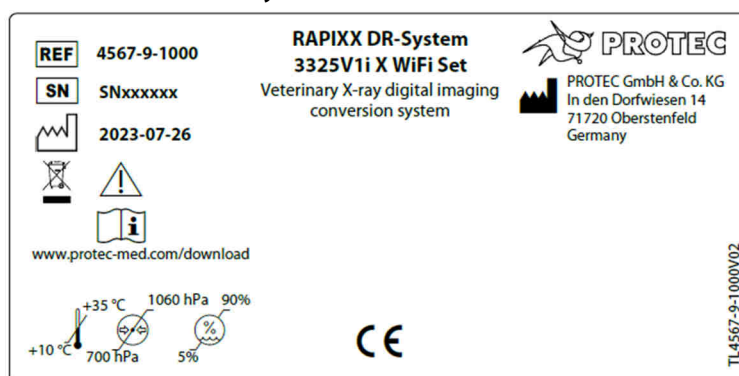 REF 4567-9-1000
SN SNxxxxxx
2023-07-26
www.protec-med.com/download
+35 °C
+10 °C
1060 hPa
700 hPa
90%
%
5%
RAPIXX DR-System
3325V1i X WiFi Set
Veterinary X-ray digital imaging
conversion system
CE
PROTEC
PROTEC GmbH & Co. KG
In den Dorfwiesen 14
71720 Oberstenfeld
Germany
TL4567-9-1000V02